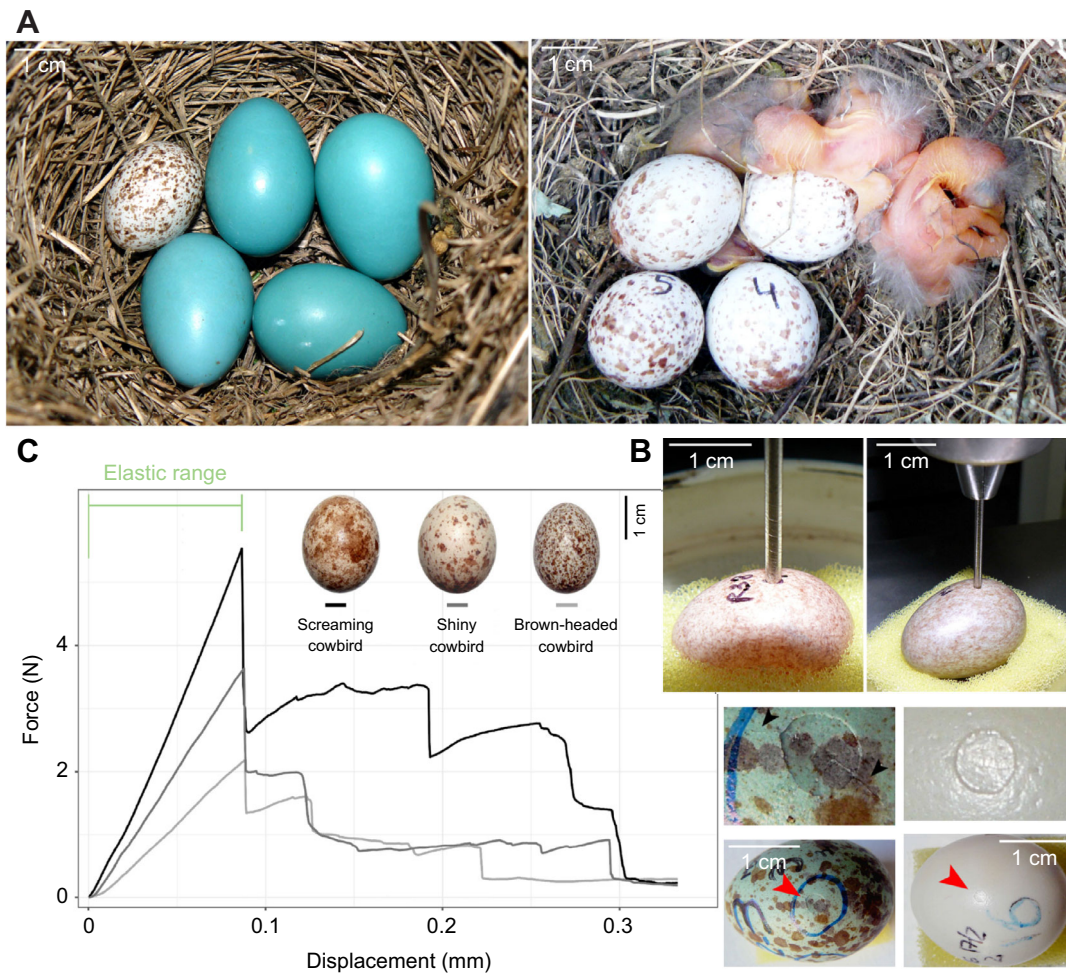 A
1 cm
1 cm
5
4
C
B
Elastic range
1 cm
Screaming
cowbird
Shiny
cowbird
Brown-headed
cowbird
Force (N)
4
2
0
0
0.1
0.2
0.3
Displacement (mm)
1 cm
1 cm
1 cm
1 cm
17/2